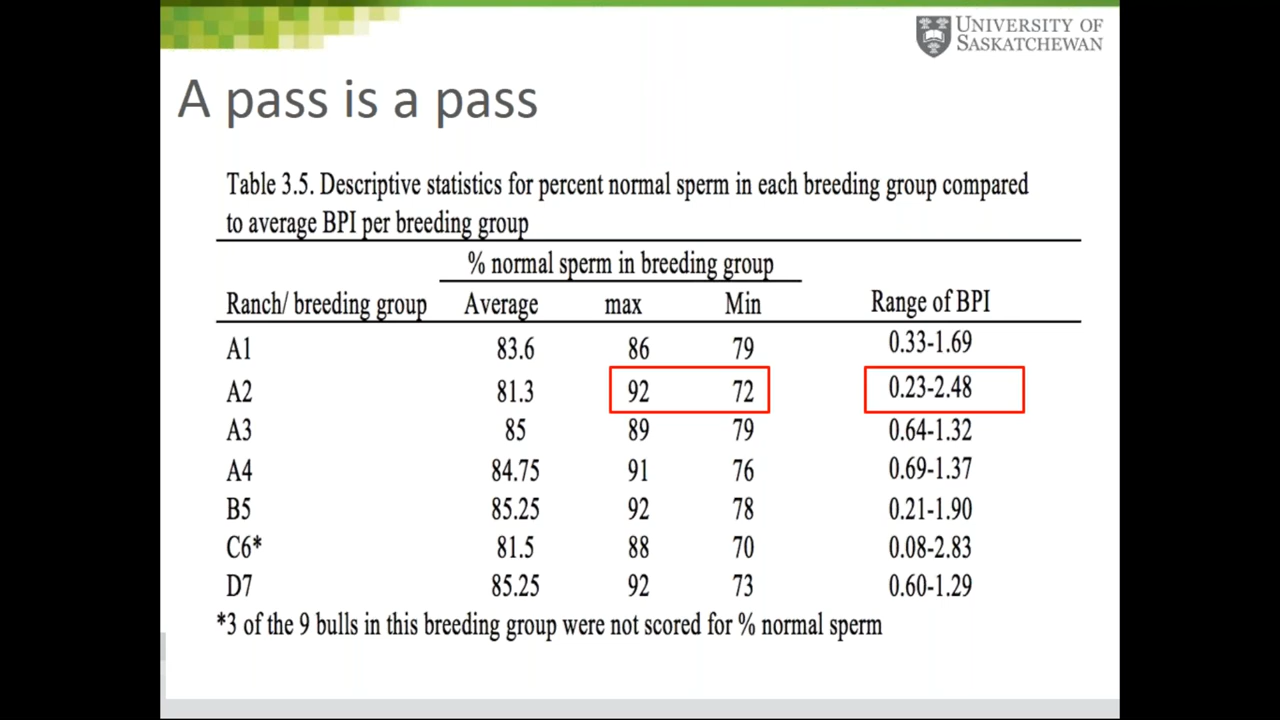 UNIVERSITY OF
SASKATCHEWAN
A pass is a pass
Table 3.5. Descriptive statistics for percent normal sperm in each breeding group compared
to average BPI per breeding group
% normal sperm in breeding group
Ranch/ breeding group Average max Min Range of BPI
A1 83.6 86 79 0.33-1.69
A2 81.3 92 72 0.23-2.48
A3 85 89 79 0.64-1.32
A4 84.75 91 76 0.69-1.37
B5 85.25 92 78 0.21-1.90
C6* 81.5 88 70 0.08-2.83
D7 85.25 92 73 0.60-1.29
*3 of the 9 bulls in this breeding group were not scored for % normal sperm